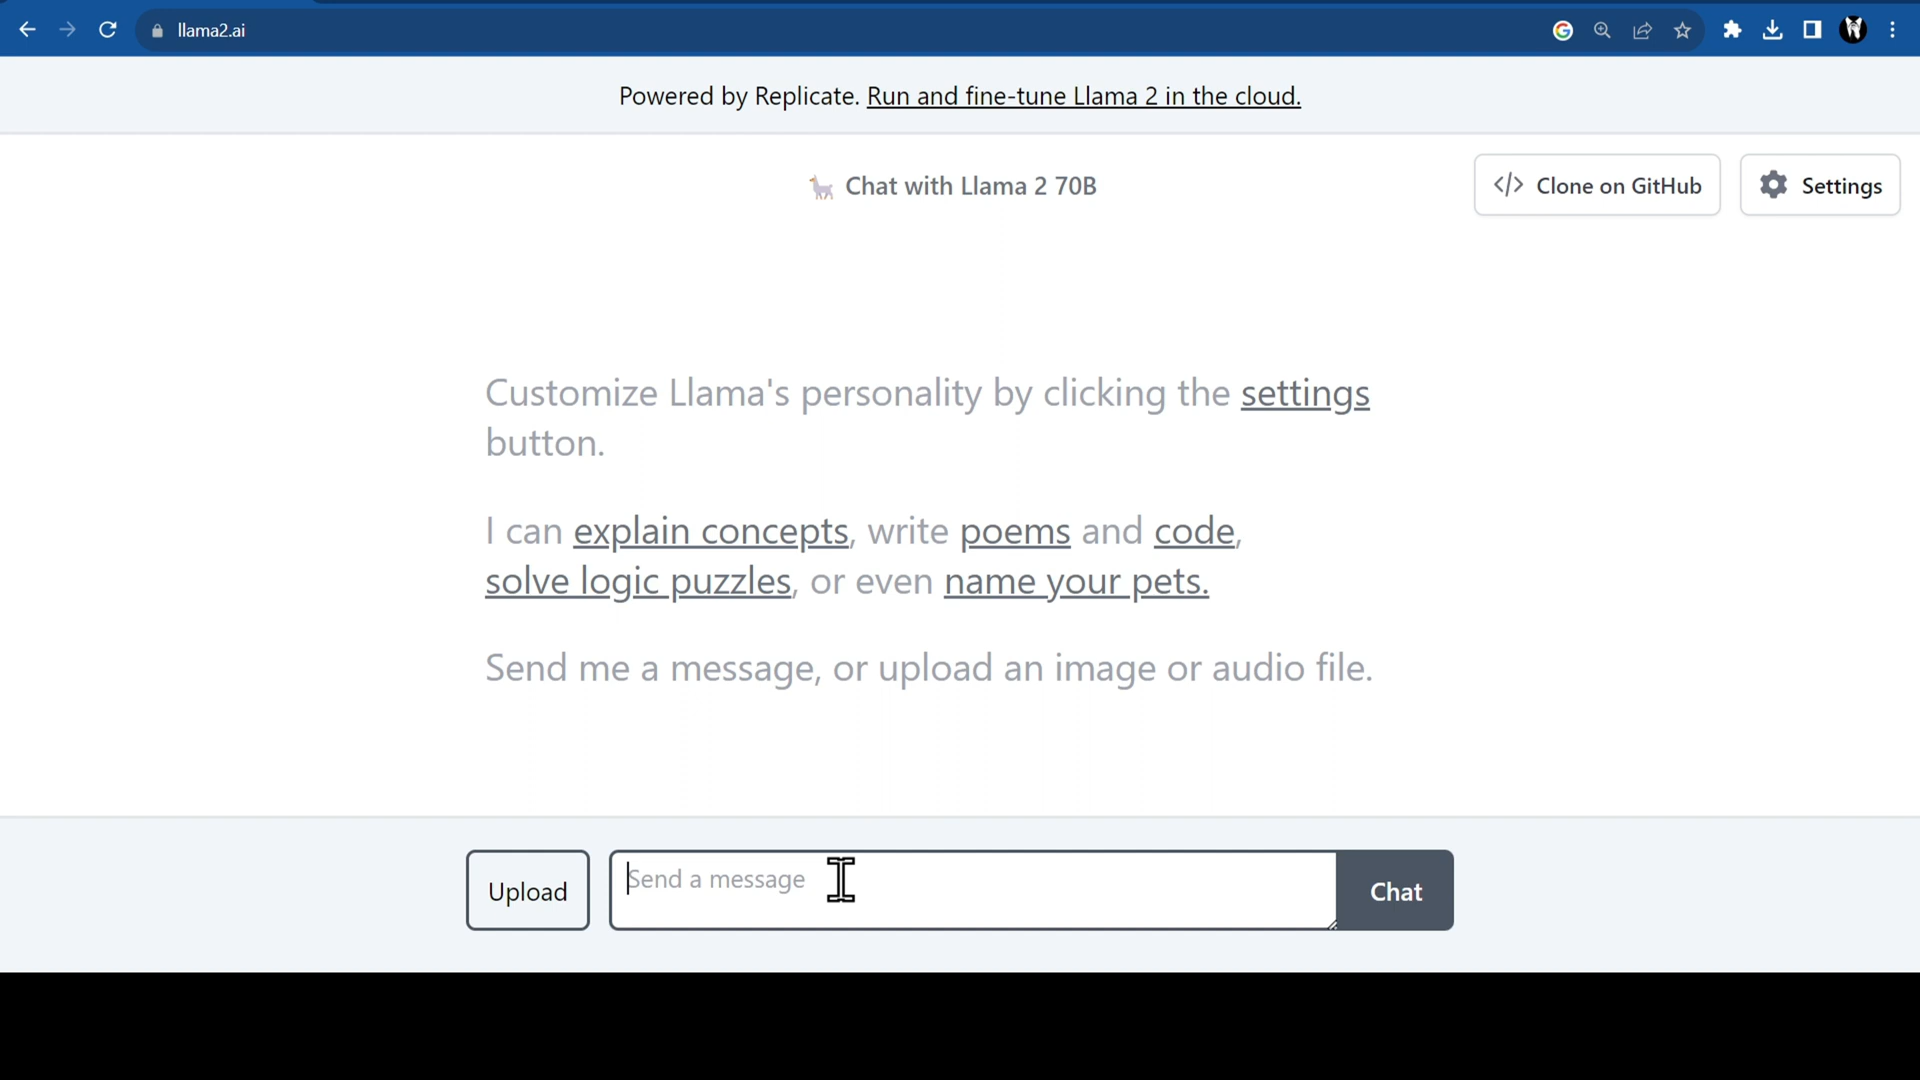 llama2.ai
Powered by Replicate. Run and fine-tune Llama 2 in the cloud.
🦙 Chat with Llama 2 70B
</> Clone on GitHub
Settings
Customize Llama's personality by clicking the settings
button.
I can explain concepts, write poems and code,
solve logic puzzles, or even name your pets.
Send me a message, or upload an image or audio file.
Upload
Send a message
Chat